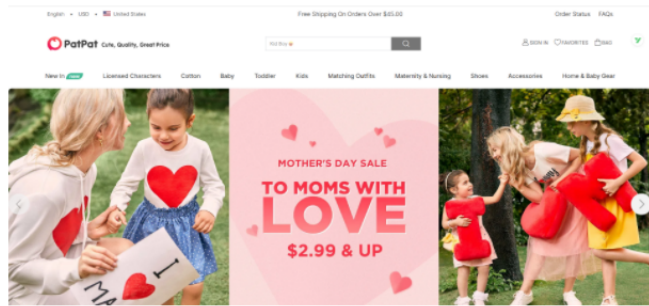 English USD United States Free Shipping On Orders Over $45.00 Order Status FAQs
PatPat Cute, Quality, Great Price SIGN IN FAVORITES BAG
New In Licensed Characters Cotton Baby Toddler Kids Matching Outfits Maternity & Nursing Shoes Accessories Home & Baby Gear
MOTHER'S DAY SALE
TO MOMS WITH
LOVE
$2.99 & UP
I
MA